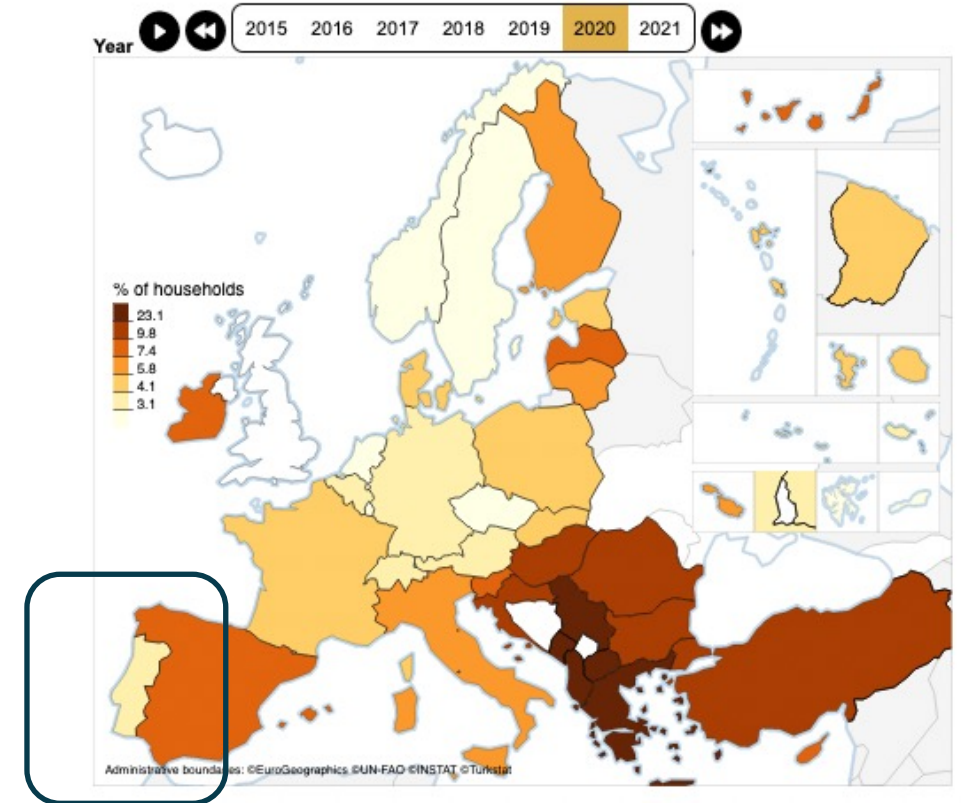 Year 2015 2016 2017 2018 2019 2020 2021
% of households
23.1
9.8
7.4
5.8
4.1
3.1
Administrative boundaries: ©EuroGeographics ©UN-FAO ©INSTAT ©Turkstat